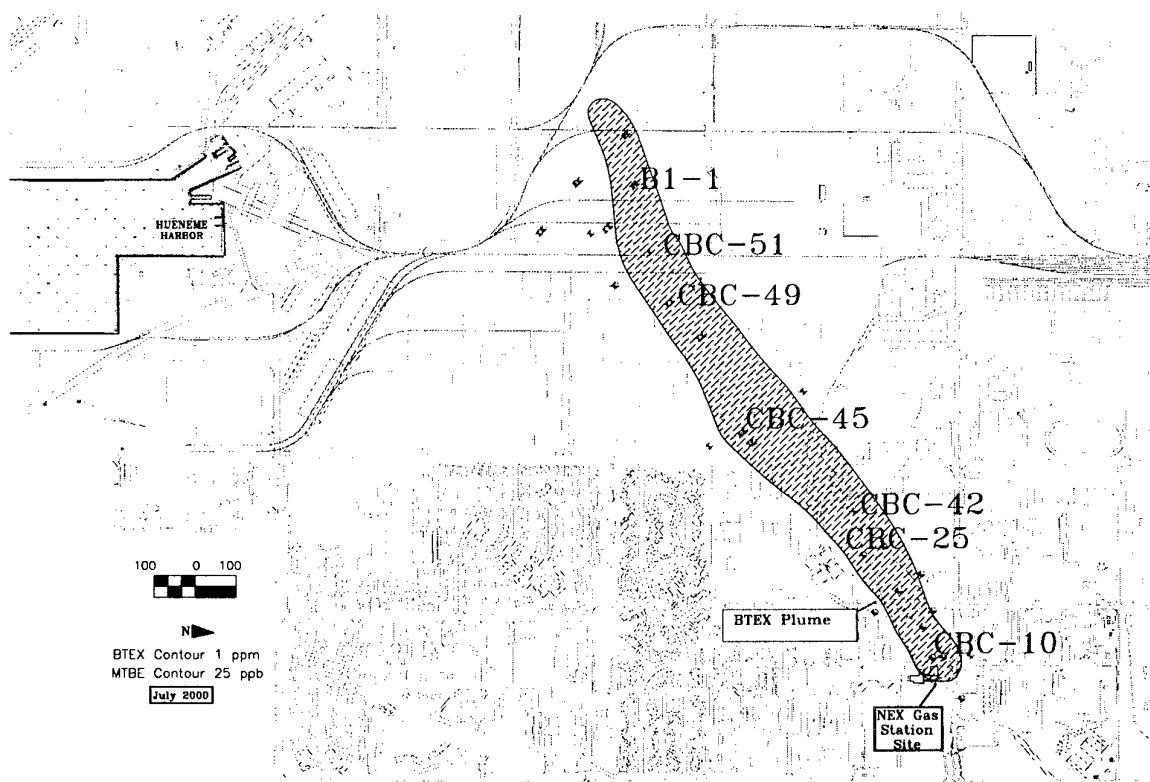 B1-1
HUENEME
HARBOR
CBC-51
CBC-49
CBC-45
CBC-42
CBC-25
100 0 100
BTEX Plume
N
CBC-10
BTEX Contour 1 ppm
MTBE Contour 25 ppb
July 2000
NEX Gas
Station
Site